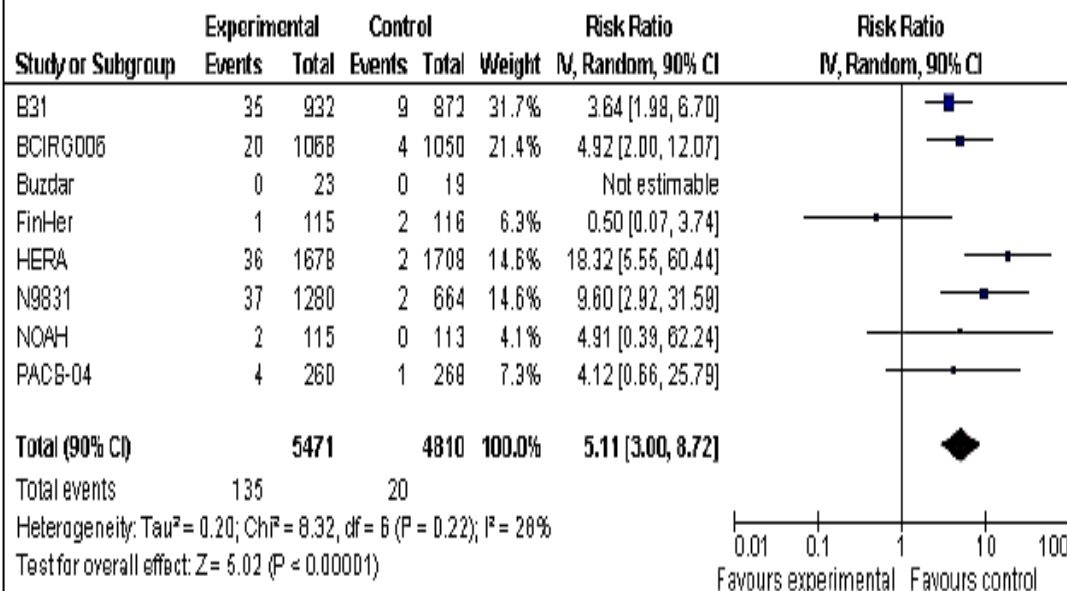 Experimental Control Risk Ratio Risk Ratio
Study or Subgroup Events Total Events Total Weight IV, Random, 90% CI IV, Random, 90% CI
B31 35 932 9 872 31.7% 3.64 [1.98, 6.70]
BCIRG006 20 1068 4 1050 21.4% 4.92 [2.00, 12.07]
Buzdar 0 23 0 19 Not estimable
FinHer 1 115 2 116 6.3% 0.50 [0.07, 3.74]
HERA 36 1678 2 1708 14.6% 18.32 [5.55, 60.44]
N9831 37 1280 2 664 14.6% 9.60 [2.92, 31.59]
NOAH 2 115 0 113 4.1% 4.91 [0.39, 62.24]
PACS-04 4 260 1 268 7.3% 4.12 [0.66, 25.79]
Total (90% CI) 5471 4810 100.0% 5.11 [3.00, 8.72]
Total events 135 20
Heterogeneity: Tau² = 0.20; Chi² = 8.32, df = 6 (P = 0.22); I² = 28%
Test for overall effect: Z = 5.02 (P < 0.00001)
0.01 0.1 1 10 100
Favours experimental Favours control